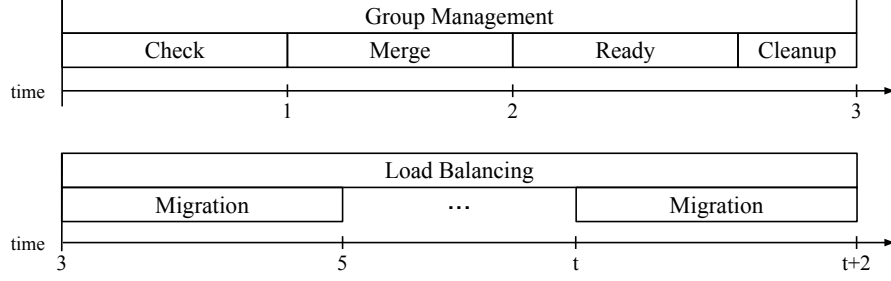 Group Management
Check Merge Ready Cleanup
time
1 2 3
Load Balancing
Migration ... Migration
time
3 5 t t+2